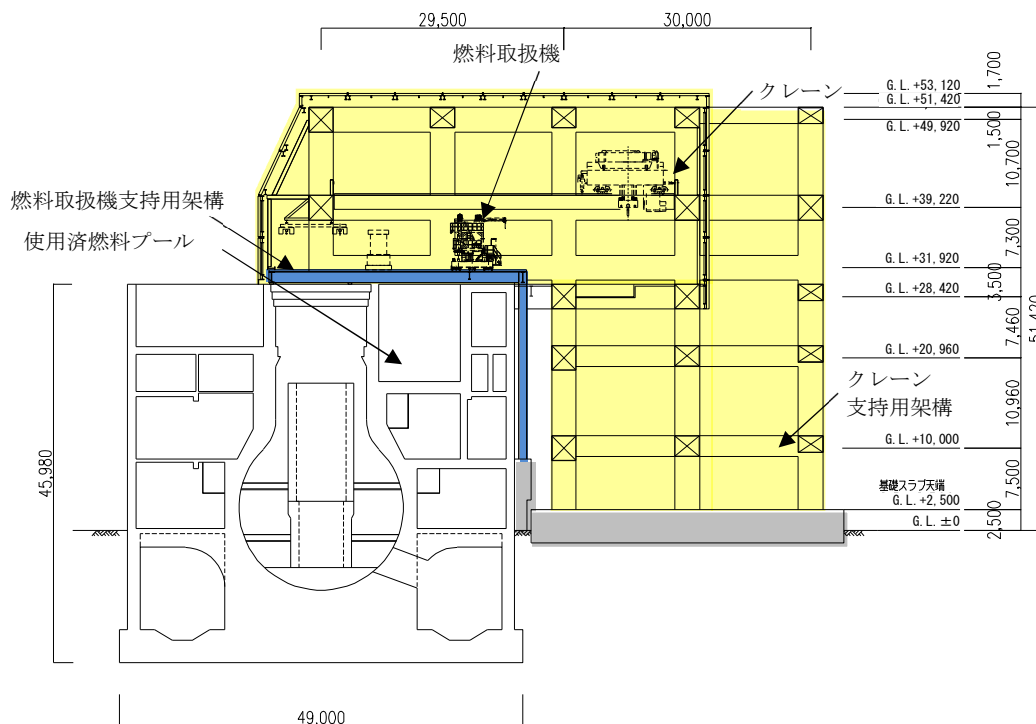 29,500
30,000
燃料取扱機
クレーン
燃料取扱機支持用架構
使用済燃料プール
クレーン
支持用架構
G.L.+53,120
G.L.+51,420
G.L.+49,920
G.L.+39,220
G.L.+31,920
G.L.+28,420
G.L.+20,960
G.L.+10,000
基礎スラブ天端
G.L.+2,500
G.L.±0
1,700
1,500
10,700
7,300
3,500
7,460
10,960
7,500
2,500
51,420
45,980
49,000